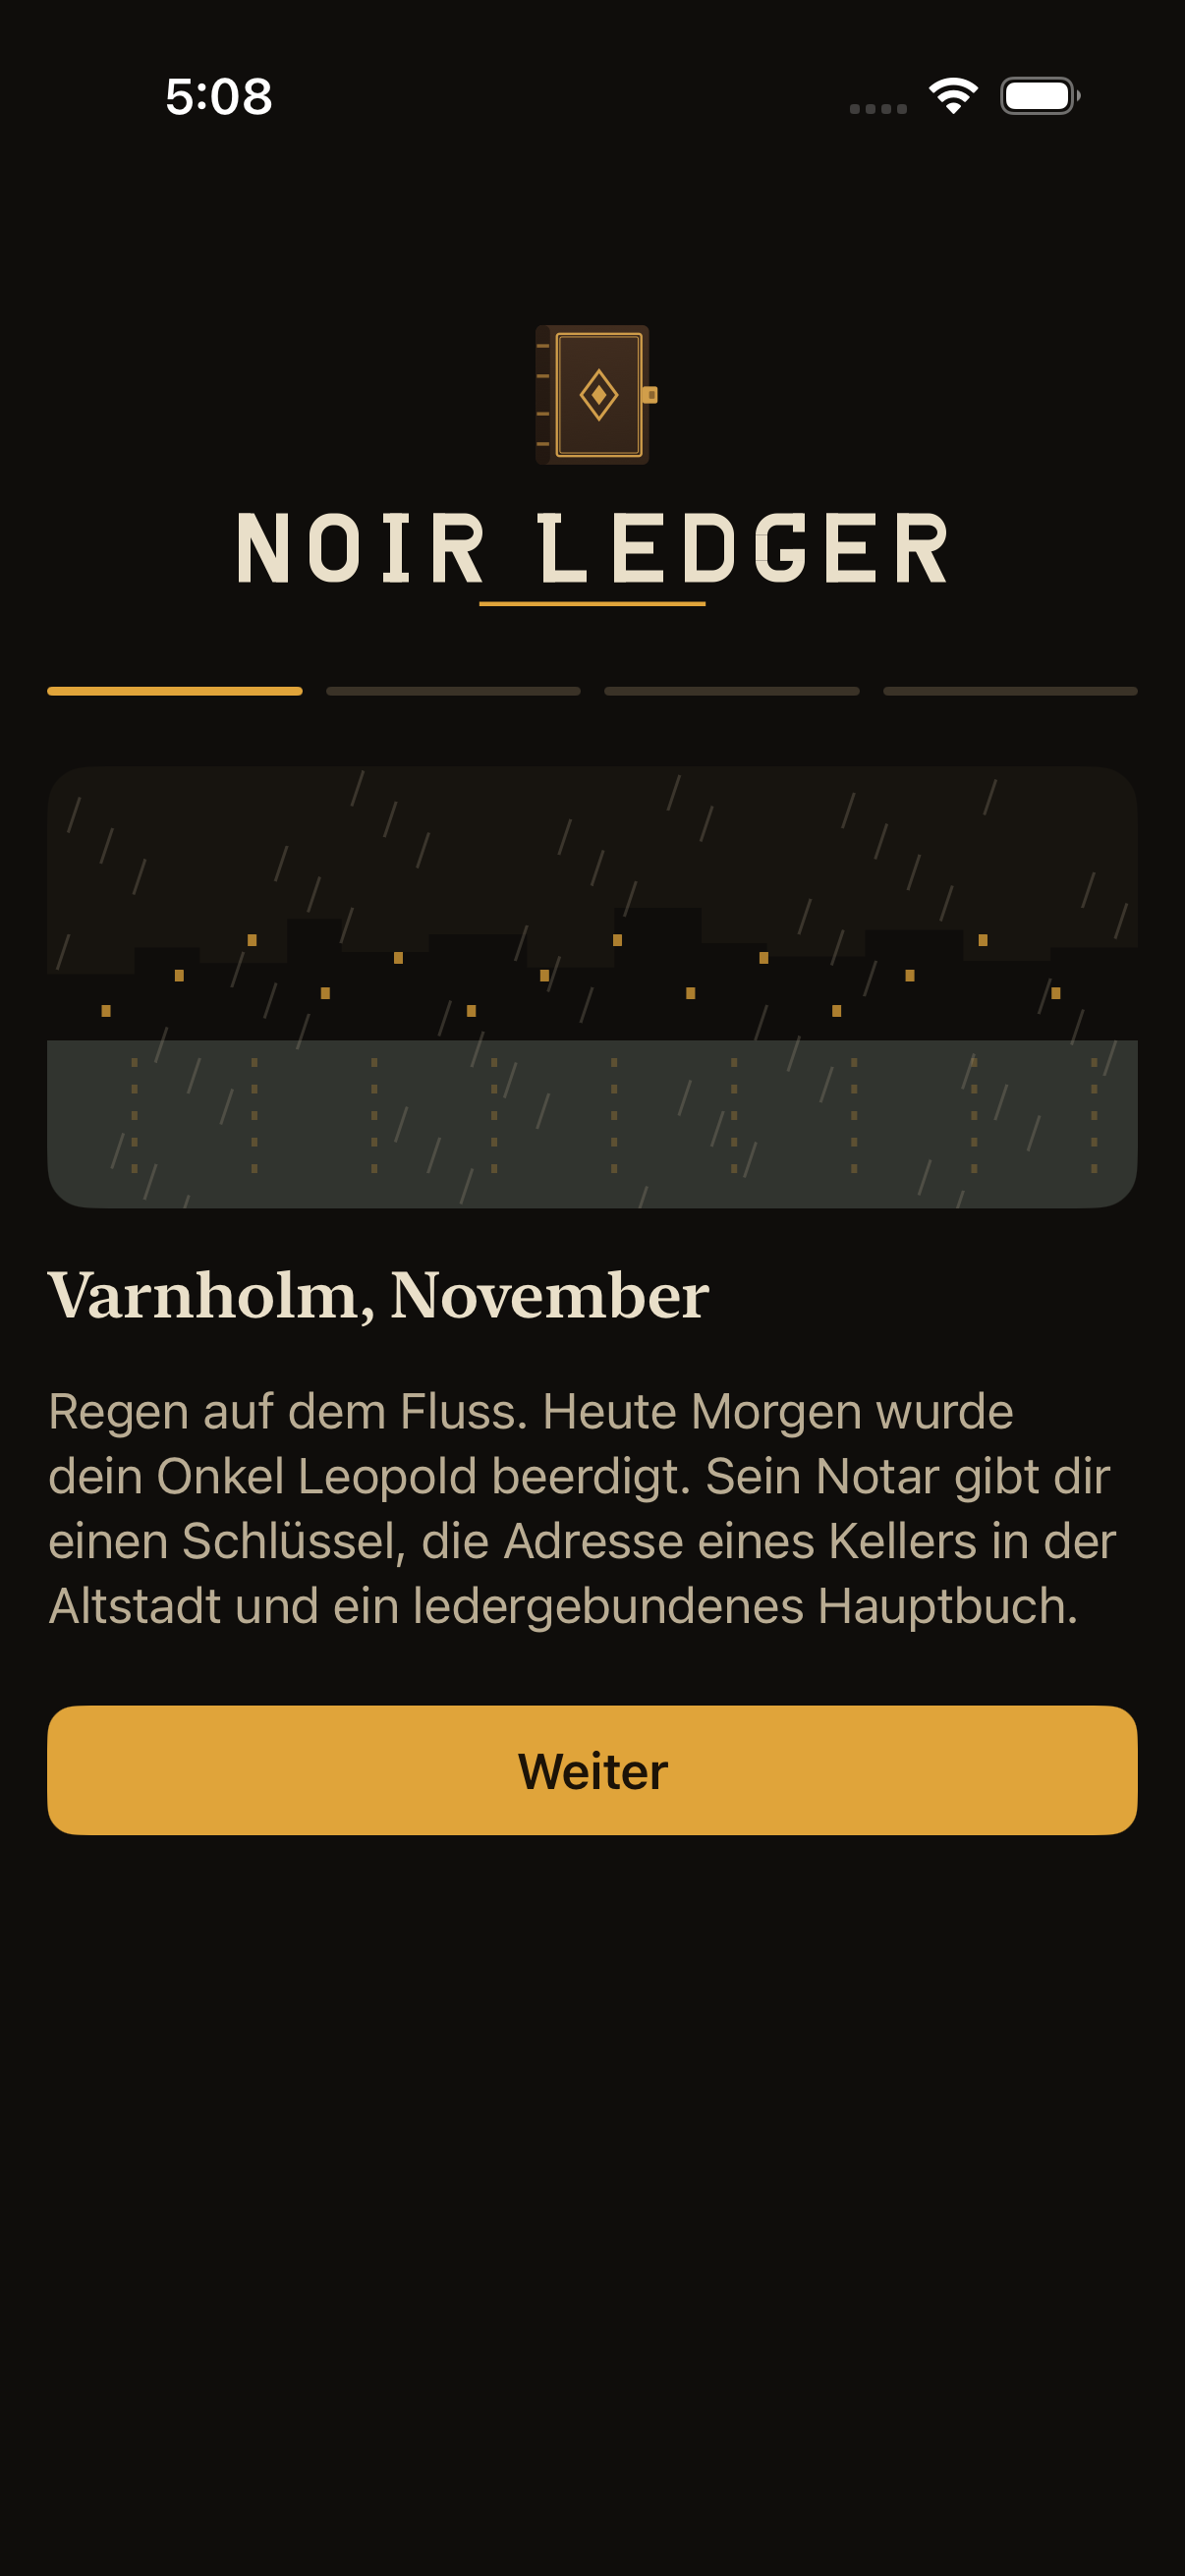 5:08
NOIR LEDGER
Varnholm, November
Regen auf dem Fluss. Heute Morgen wurde
dein Onkel Leopold beerdigt. Sein Notar gibt dir
einen Schlüssel, die Adresse eines Kellers in der
Altstadt und ein ledergebundenes Hauptbuch.
Weiter